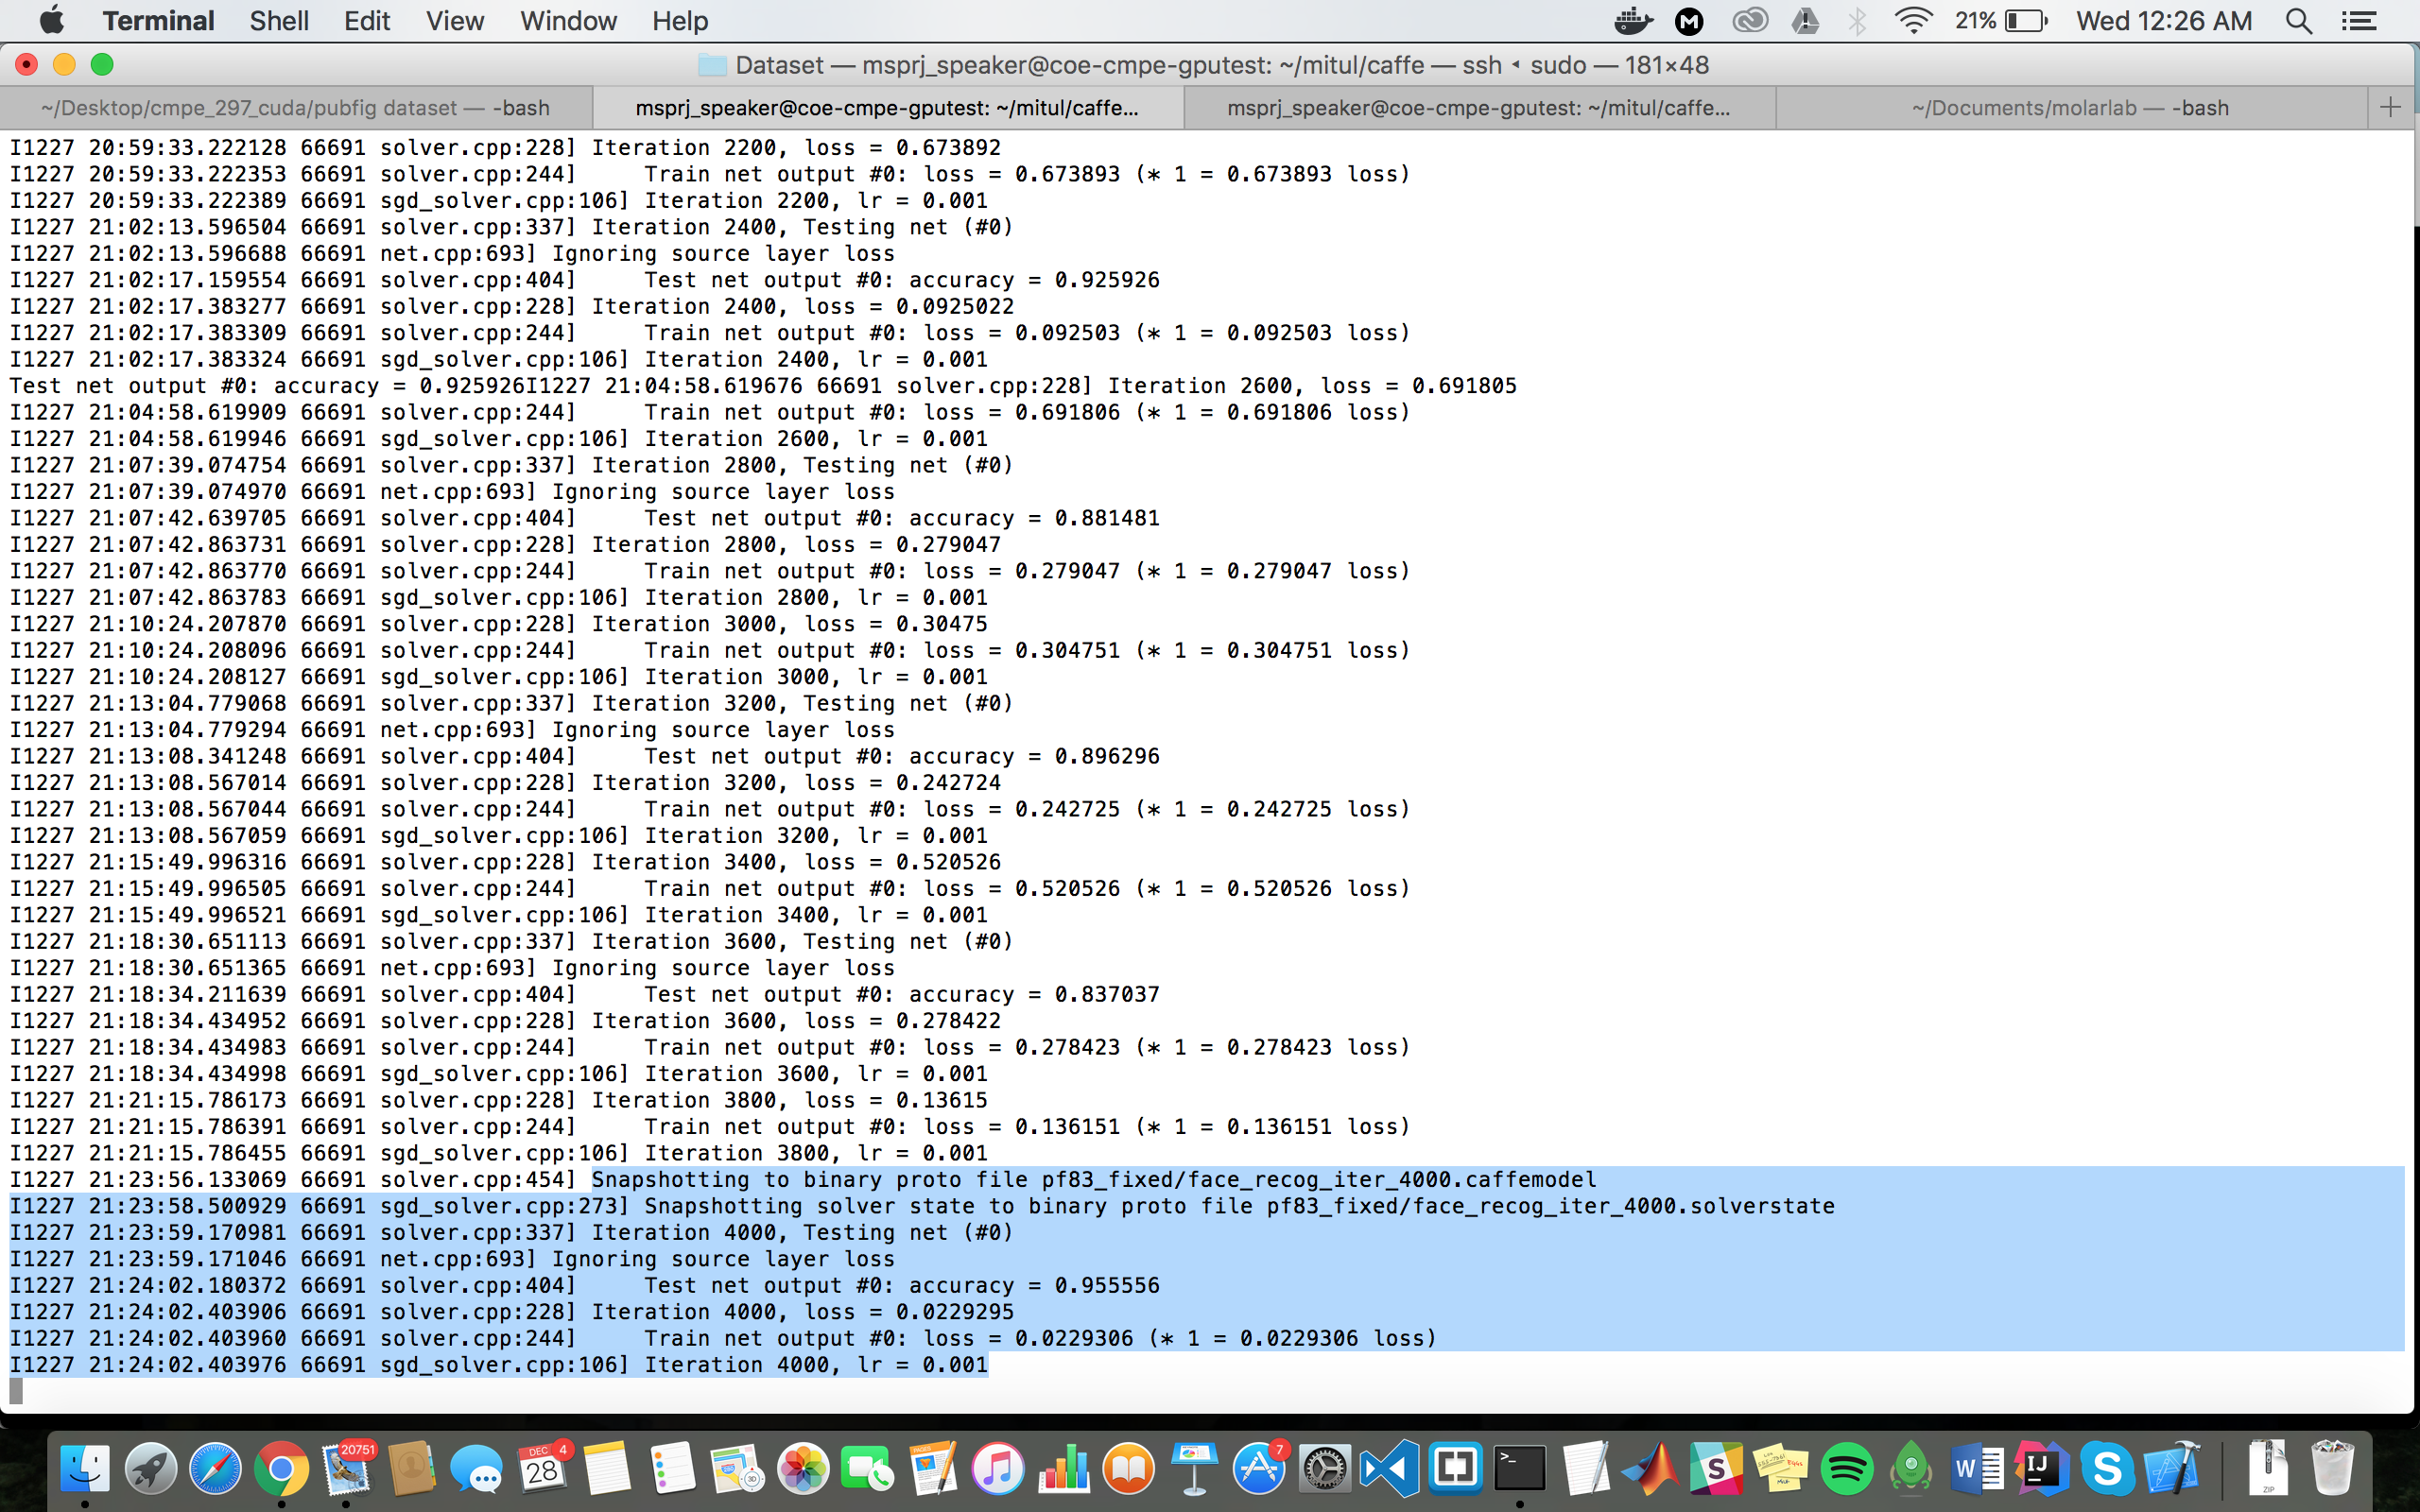 Terminal Shell Edit View Window Help 21% Wed 12:26 AM
Dataset — msprj_speaker@coe-cmpe-gputest: ~/mitul/caffe — ssh ◂ sudo — 181×48
~/Desktop/cmpe_297_cuda/pubfig dataset — -bash msprj_speaker@coe-cmpe-gputest: ~/mitul/caffe... msprj_speaker@coe-cmpe-gputest: ~/mitul/caffe... ~/Documents/molarlab — -bash
I1227 20:59:33.222128 66691 solver.cpp:228] Iteration 2200, loss = 0.673892
I1227 20:59:33.222353 66691 solver.cpp:244]     Train net output #0: loss = 0.673893 (* 1 = 0.673893 loss)
I1227 20:59:33.222389 66691 sgd_solver.cpp:106] Iteration 2200, lr = 0.001
I1227 21:02:13.596504 66691 solver.cpp:337] Iteration 2400, Testing net (#0)
I1227 21:02:13.596688 66691 net.cpp:693] Ignoring source layer loss
I1227 21:02:17.159554 66691 solver.cpp:404]     Test net output #0: accuracy = 0.925926
I1227 21:02:17.383277 66691 solver.cpp:228] Iteration 2400, loss = 0.0925022
I1227 21:02:17.383309 66691 solver.cpp:244]     Train net output #0: loss = 0.092503 (* 1 = 0.092503 loss)
I1227 21:02:17.383324 66691 sgd_solver.cpp:106] Iteration 2400, lr = 0.001
Test net output #0: accuracy = 0.925926I1227 21:04:58.619676 66691 solver.cpp:228] Iteration 2600, loss = 0.691805
I1227 21:04:58.619909 66691 solver.cpp:244]     Train net output #0: loss = 0.691806 (* 1 = 0.691806 loss)
I1227 21:04:58.619946 66691 sgd_solver.cpp:106] Iteration 2600, lr = 0.001
I1227 21:07:39.074754 66691 solver.cpp:337] Iteration 2800, Testing net (#0)
I1227 21:07:39.074970 66691 net.cpp:693] Ignoring source layer loss
I1227 21:07:42.639705 66691 solver.cpp:404]     Test net output #0: accuracy = 0.881481
I1227 21:07:42.863731 66691 solver.cpp:228] Iteration 2800, loss = 0.279047
I1227 21:07:42.863770 66691 solver.cpp:244]     Train net output #0: loss = 0.279047 (* 1 = 0.279047 loss)
I1227 21:07:42.863783 66691 sgd_solver.cpp:106] Iteration 2800, lr = 0.001
I1227 21:10:24.207870 66691 solver.cpp:228] Iteration 3000, loss = 0.30475
I1227 21:10:24.208096 66691 solver.cpp:244]     Train net output #0: loss = 0.304751 (* 1 = 0.304751 loss)
I1227 21:10:24.208127 66691 sgd_solver.cpp:106] Iteration 3000, lr = 0.001
I1227 21:13:04.779068 66691 solver.cpp:337] Iteration 3200, Testing net (#0)
I1227 21:13:04.779294 66691 net.cpp:693] Ignoring source layer loss
I1227 21:13:08.341248 66691 solver.cpp:404]     Test net output #0: accuracy = 0.896296
I1227 21:13:08.567014 66691 solver.cpp:228] Iteration 3200, loss = 0.242724
I1227 21:13:08.567044 66691 solver.cpp:244]     Train net output #0: loss = 0.242725 (* 1 = 0.242725 loss)
I1227 21:13:08.567059 66691 sgd_solver.cpp:106] Iteration 3200, lr = 0.001
I1227 21:15:49.996316 66691 solver.cpp:228] Iteration 3400, loss = 0.520526
I1227 21:15:49.996505 66691 solver.cpp:244]     Train net output #0: loss = 0.520526 (* 1 = 0.520526 loss)
I1227 21:15:49.996521 66691 sgd_solver.cpp:106] Iteration 3400, lr = 0.001
I1227 21:18:30.651113 66691 solver.cpp:337] Iteration 3600, Testing net (#0)
I1227 21:18:30.651365 66691 net.cpp:693] Ignoring source layer loss
I1227 21:18:34.211639 66691 solver.cpp:404]     Test net output #0: accuracy = 0.837037
I1227 21:18:34.434952 66691 solver.cpp:228] Iteration 3600, loss = 0.278422
I1227 21:18:34.434983 66691 solver.cpp:244]     Train net output #0: loss = 0.278423 (* 1 = 0.278423 loss)
I1227 21:18:34.434998 66691 sgd_solver.cpp:106] Iteration 3600, lr = 0.001
I1227 21:21:15.786173 66691 solver.cpp:228] Iteration 3800, loss = 0.13615
I1227 21:21:15.786391 66691 solver.cpp:244]     Train net output #0: loss = 0.136151 (* 1 = 0.136151 loss)
I1227 21:21:15.786455 66691 sgd_solver.cpp:106] Iteration 3800, lr = 0.001
I1227 21:23:56.133069 66691 solver.cpp:454] Snapshotting to binary proto file pf83_fixed/face_recog_iter_4000.caffemodel
I1227 21:23:58.500929 66691 sgd_solver.cpp:273] Snapshotting solver state to binary proto file pf83_fixed/face_recog_iter_4000.solverstate
I1227 21:23:59.170981 66691 solver.cpp:337] Iteration 4000, Testing net (#0)
I1227 21:23:59.171046 66691 net.cpp:693] Ignoring source layer loss
I1227 21:24:02.180372 66691 solver.cpp:404]     Test net output #0: accuracy = 0.955556
I1227 21:24:02.403906 66691 solver.cpp:228] Iteration 4000, loss = 0.0229295
I1227 21:24:02.403960 66691 solver.cpp:244]     Train net output #0: loss = 0.0229306 (* 1 = 0.0229306 loss)
I1227 21:24:02.403976 66691 sgd_solver.cpp:106] Iteration 4000, lr = 0.001
20751 DEC 28 4 PAGES 7 >_ S W IJ S ZIP